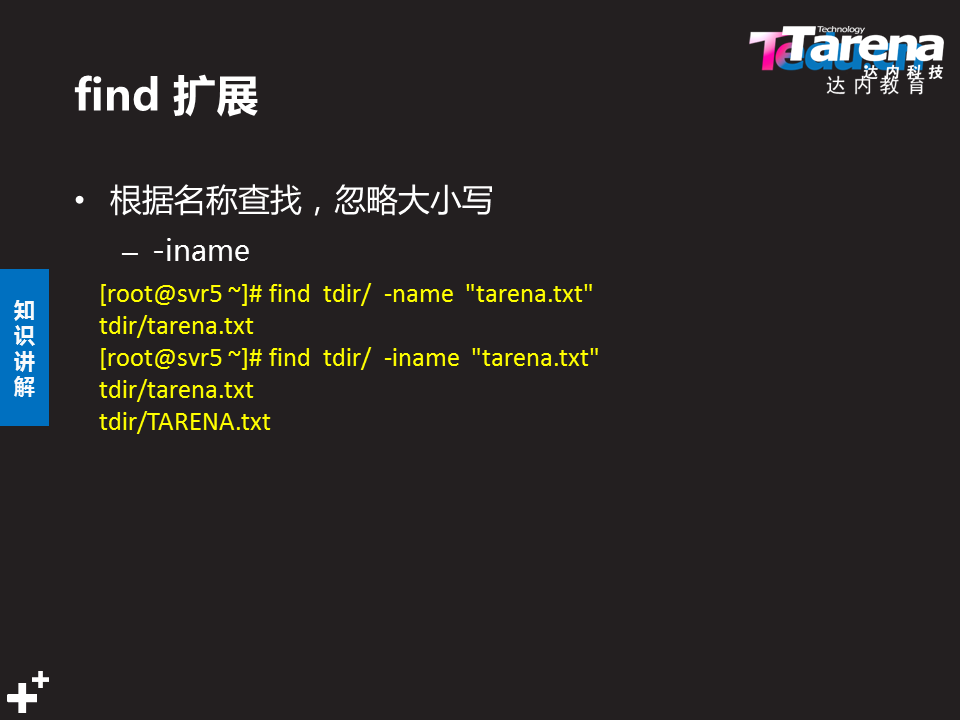 Technology
Tarena
达内科技
达内教育
find 扩展
• 根据名称查找，忽略大小写
– -iname
[root@svr5 ~]# find  tdir/  -name  "tarena.txt"
tdir/tarena.txt
[root@svr5 ~]# find  tdir/  -iname  "tarena.txt"
tdir/tarena.txt
tdir/TARENA.txt
知识讲解